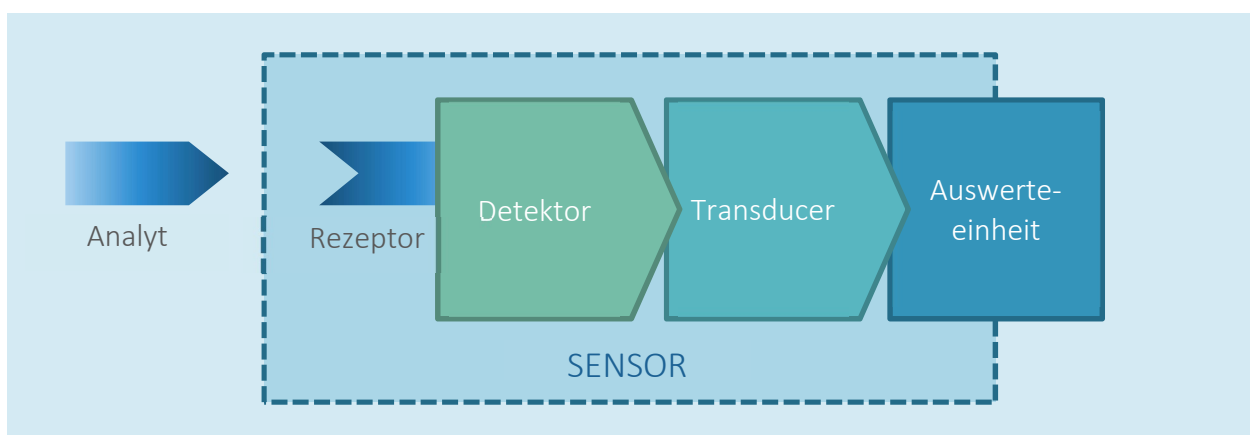 Analyt
Rezeptor
Detektor
Transducer
Auswerte-
einheit
SENSOR